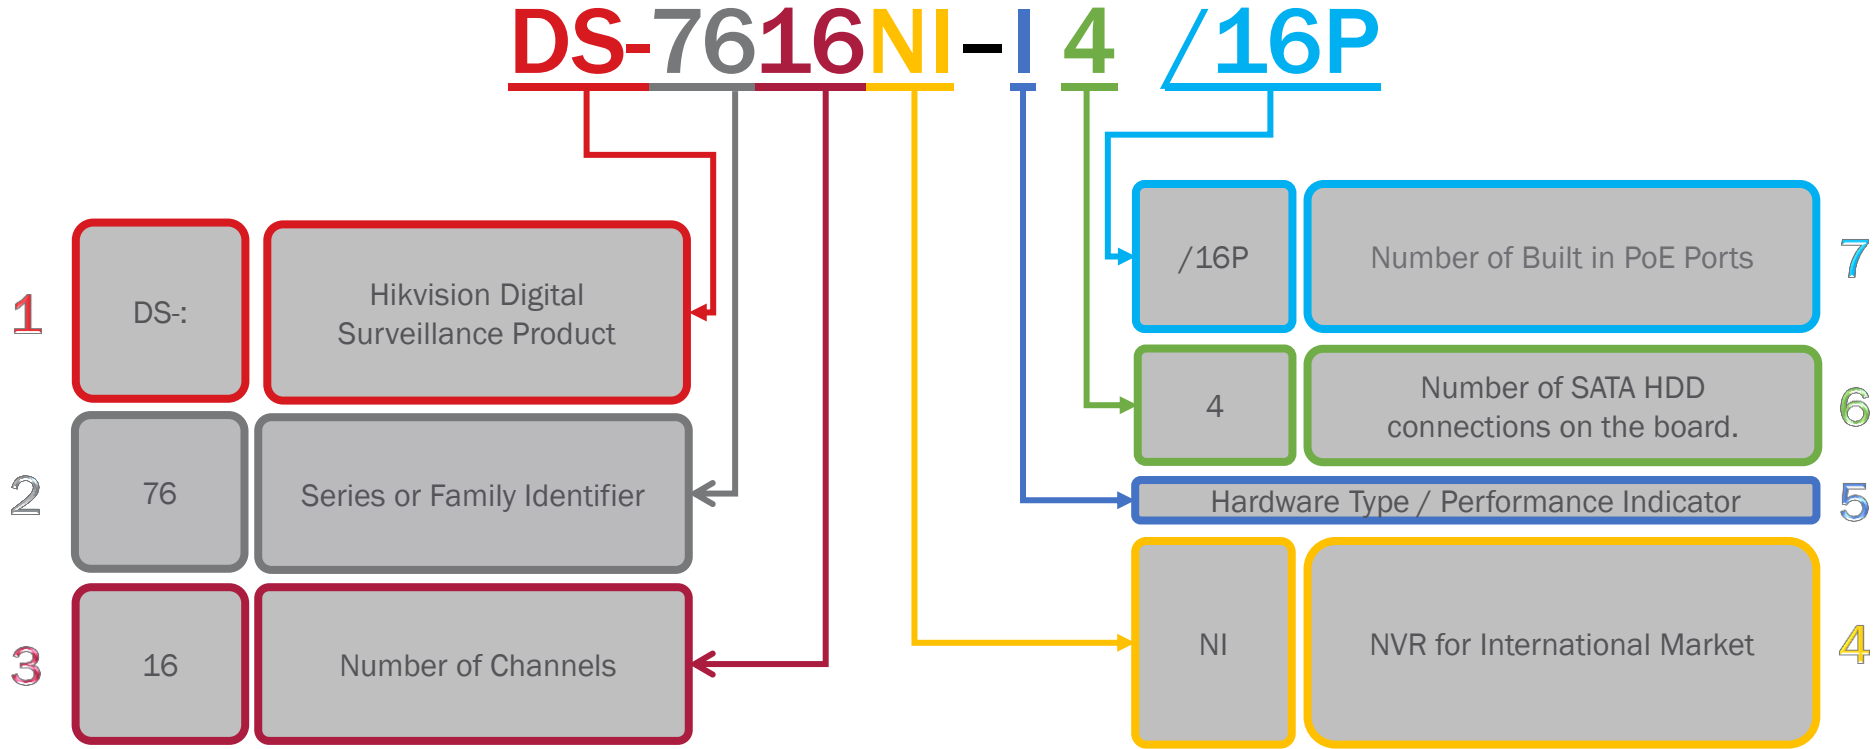 DS-7616NI–I 4 /16P
1
DS-:
Hikvision Digital
Surveillance Product
2
76
Series or Family Identifier
3
16
Number of Channels
/16P
Number of Built in PoE Ports
7
4
Number of SATA HDD
connections on the board.
6
Hardware Type / Performance Indicator
5
NI
NVR for International Market
4